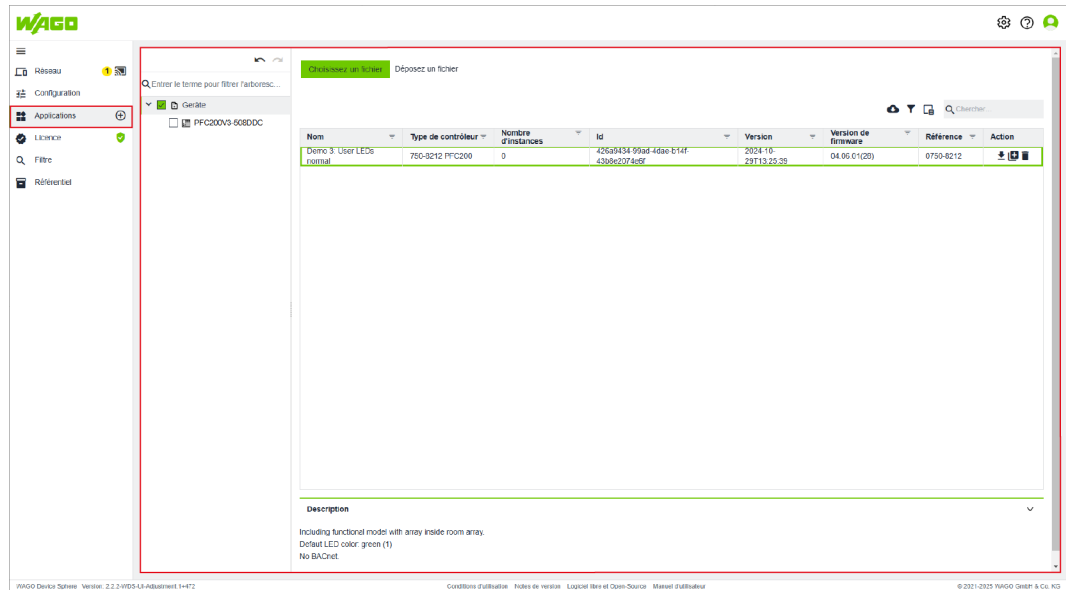 WAGO
Réseau
1
Configuration
Applications
Licence
Filtre
Référentiel
Entrer le terme pour filtrer l'arboresc...
Geräte
PFC200V3-508DDC
Choisissez un fichier
Déposez un fichier
Chercher...
Nom
Type de contrôleur
Nombre
d'instances
Id
Version
Version de
firmware
Référence
Action
Demo 3: User LEDs
normal
750-8212 PFC200
0
426a9434-99ad-4dae-b14f-
43b8e2074e6f
2024-10-
29T13:25:39
04.06.01(28)
0750-8212
Description
Including functional model with array inside room array.
Defaut LED color: green (1)
No BACnet.
WAGO Device Sphere Version: 2.2.2-WDS-UI-Adjustment.1+472
Conditions d'utilisation Notes de version Logiciel libre et Open-Source Manuel d'utilisateur
© 2021-2025 WAGO GmbH & Co. KG